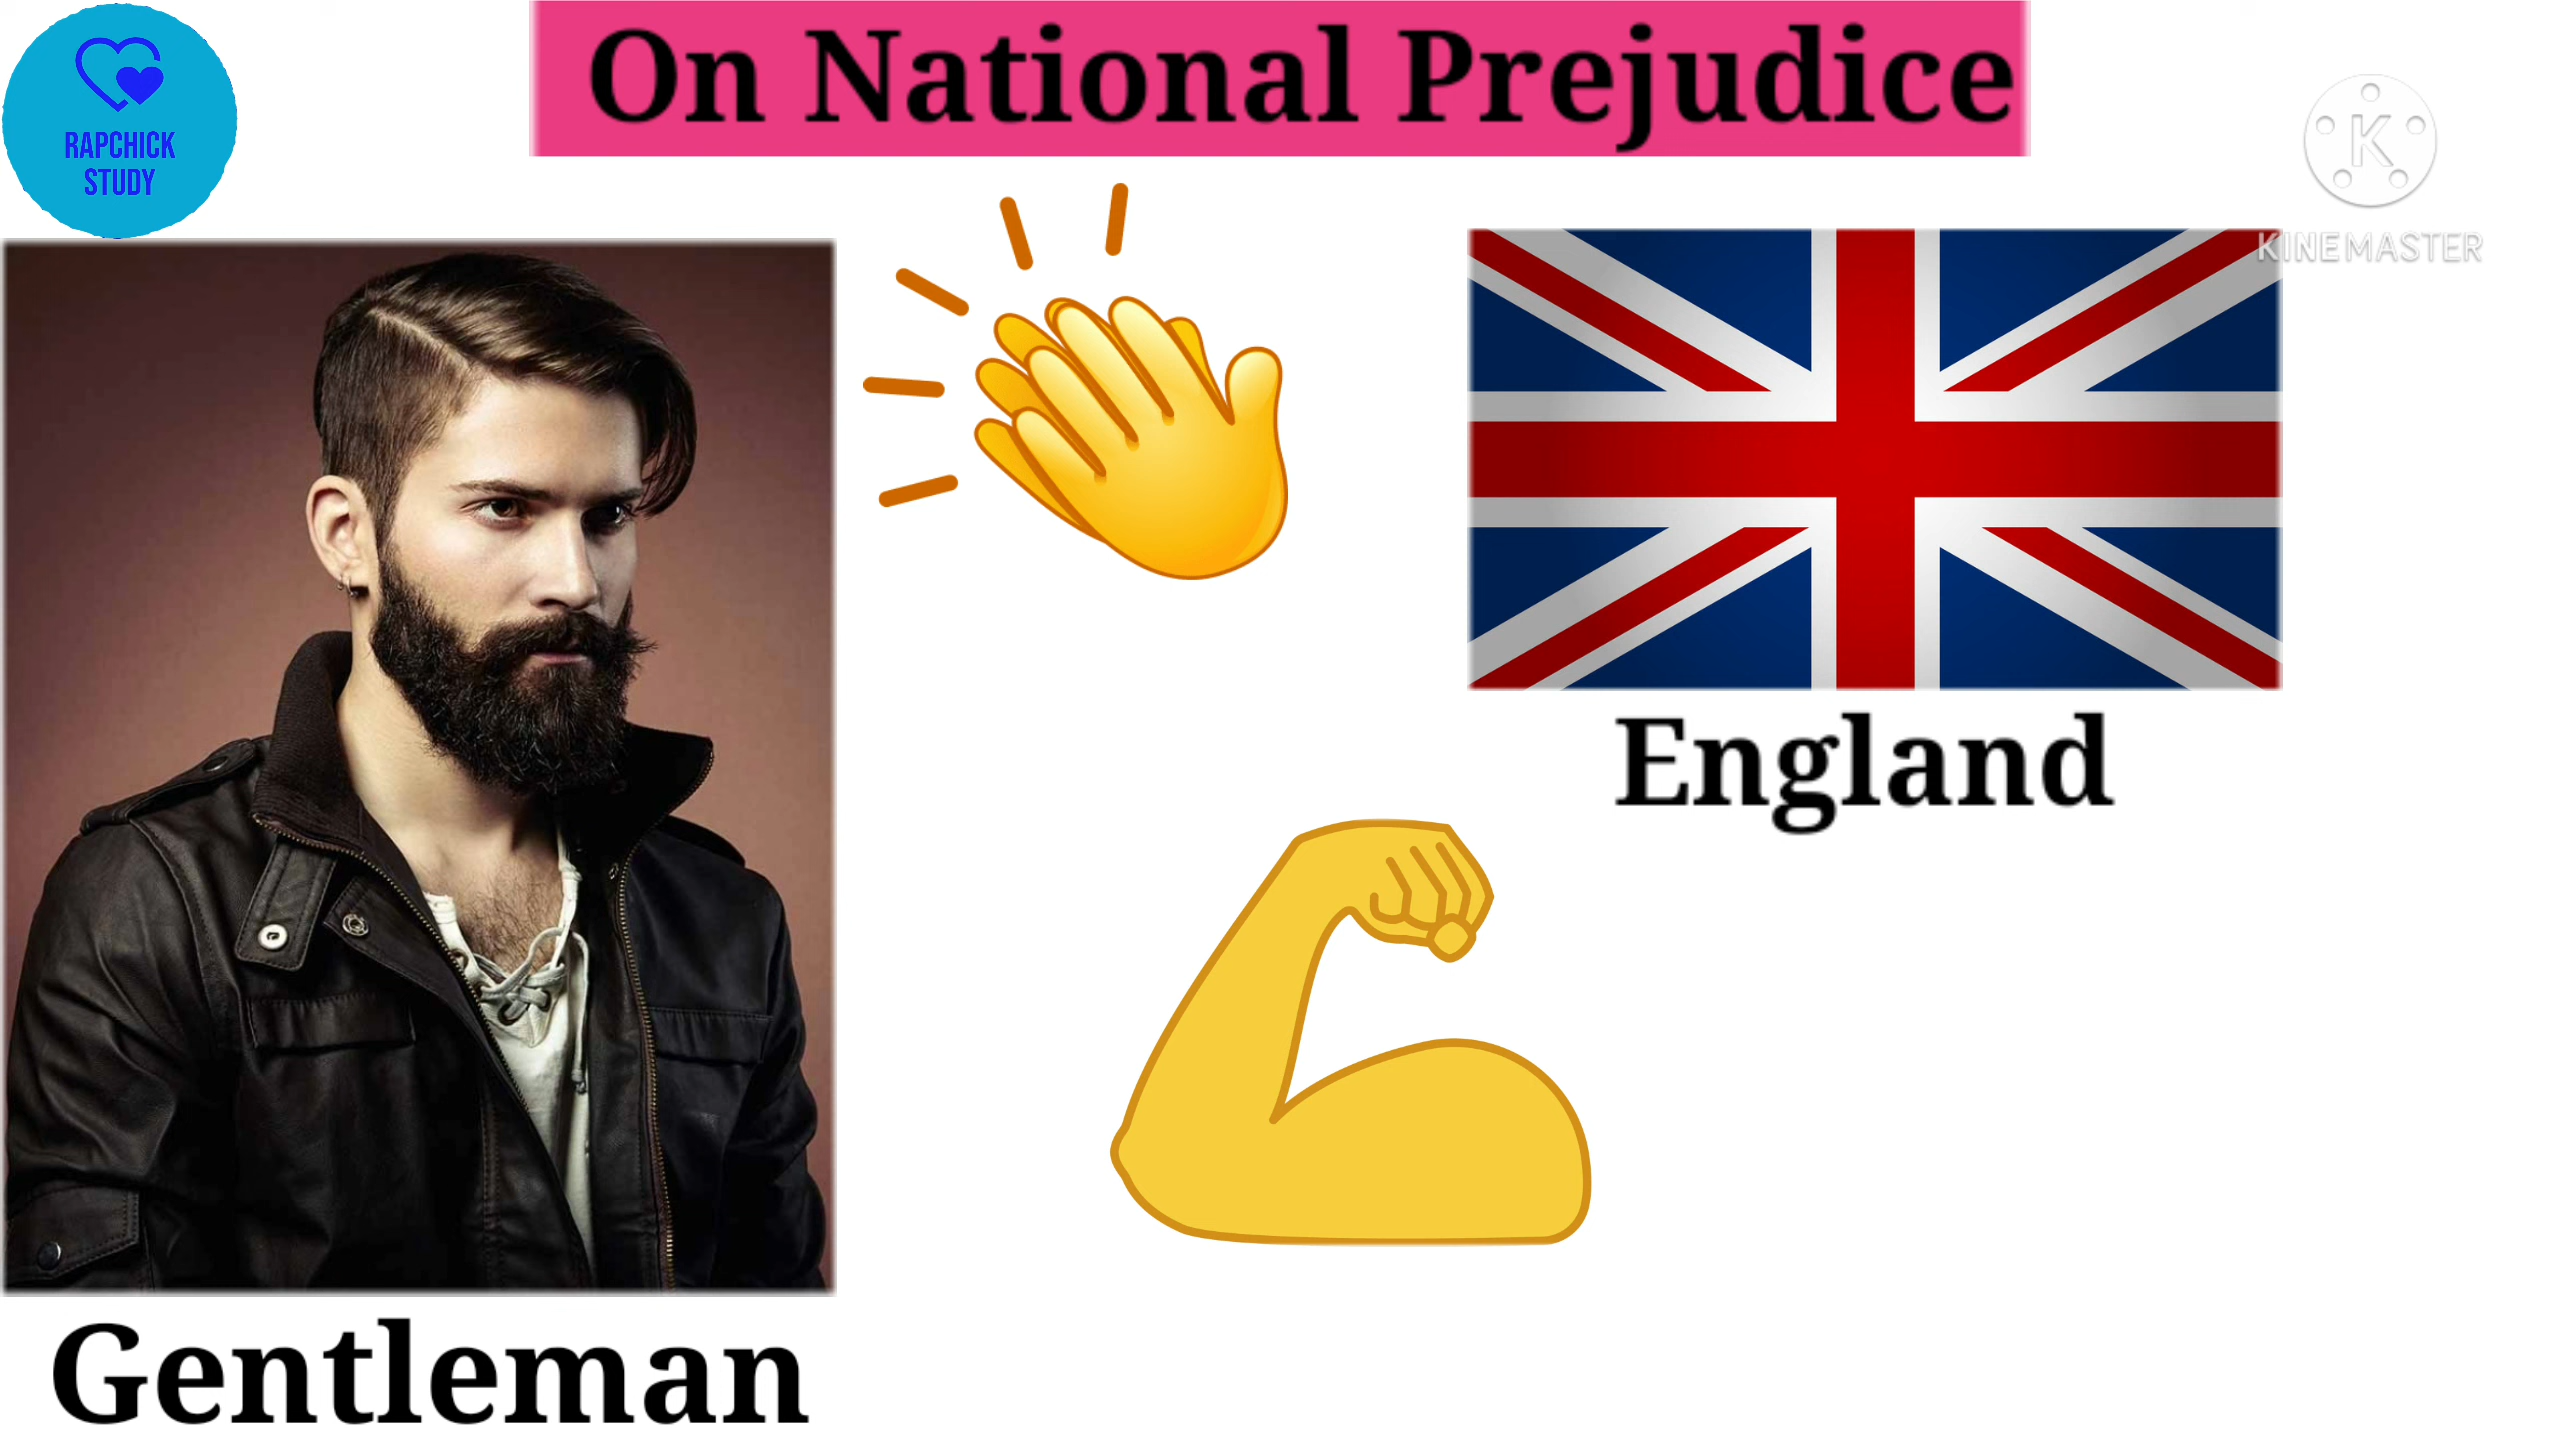 On National Prejudice
RAPCHICK
STUDY
K
KINEMASTER
England
Gentleman